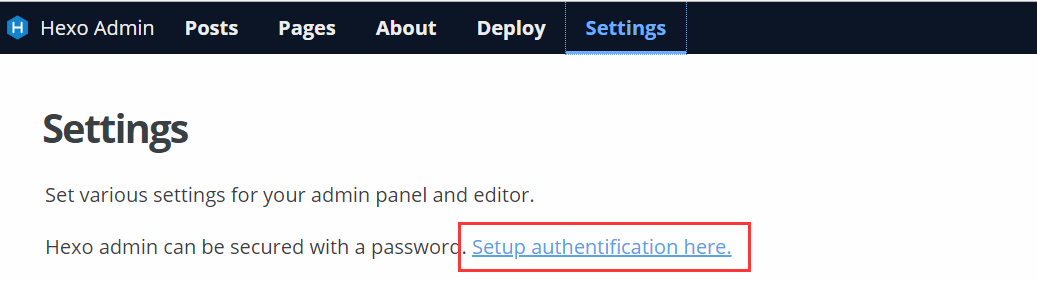 H Hexo Admin Posts Pages About Deploy Settings
Settings
Set various settings for your admin panel and editor.
Hexo admin can be secured with a password. Setup authentification here.